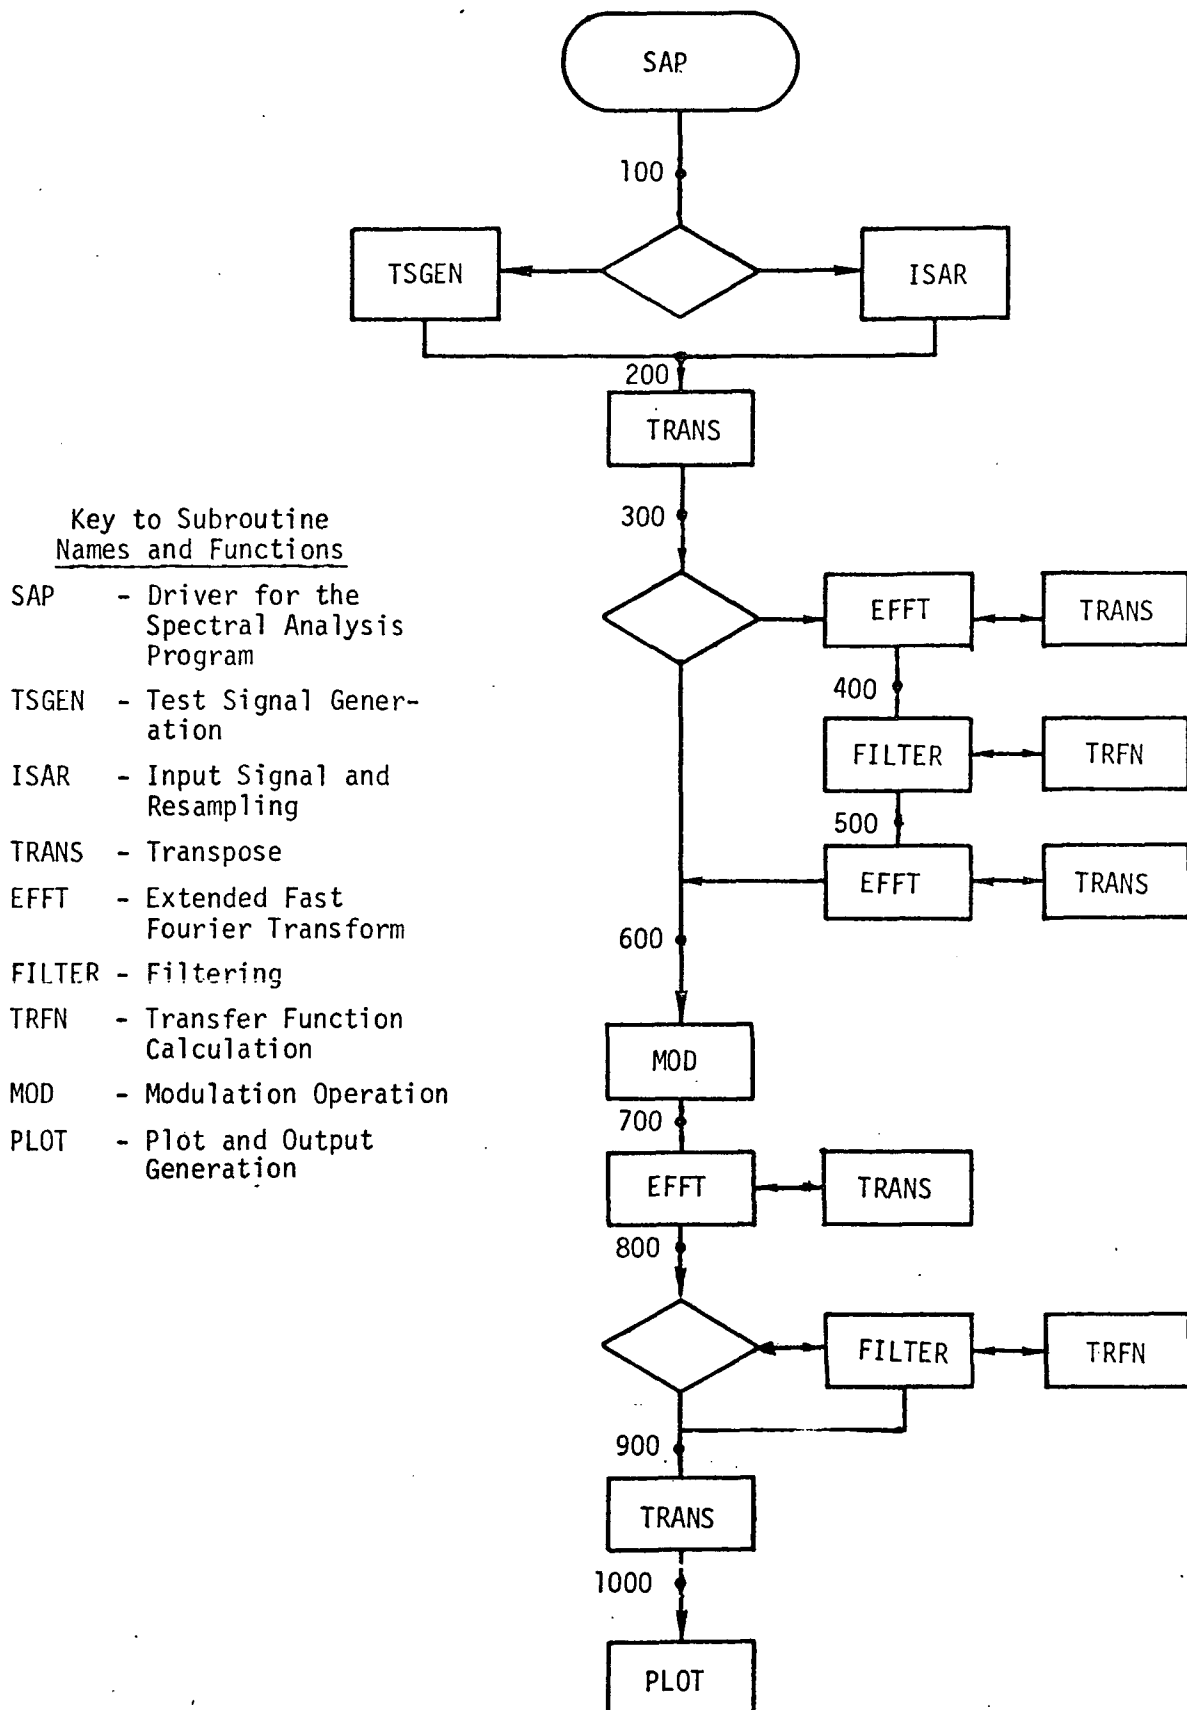 SAP
100
TSGEN
ISAR
200
TRANS
300
EFFT
TRANS
400
FILTER
TRFN
500
EFFT
TRANS
600
MOD
700
EFFT
TRANS
800
FILTER
TRFN
900
TRANS
1000
PLOT
Key to Subroutine
Names and Functions
SAP - Driver for the
Spectral Analysis
Program
TSGEN - Test Signal Gener-
ation
ISAR - Input Signal and
Resampling
TRANS - Transpose
EFFT - Extended Fast
Fourier Transform
FILTER - Filtering
TRFN - Transfer Function
Calculation
MOD - Modulation Operation
PLOT - Plot and Output
Generation